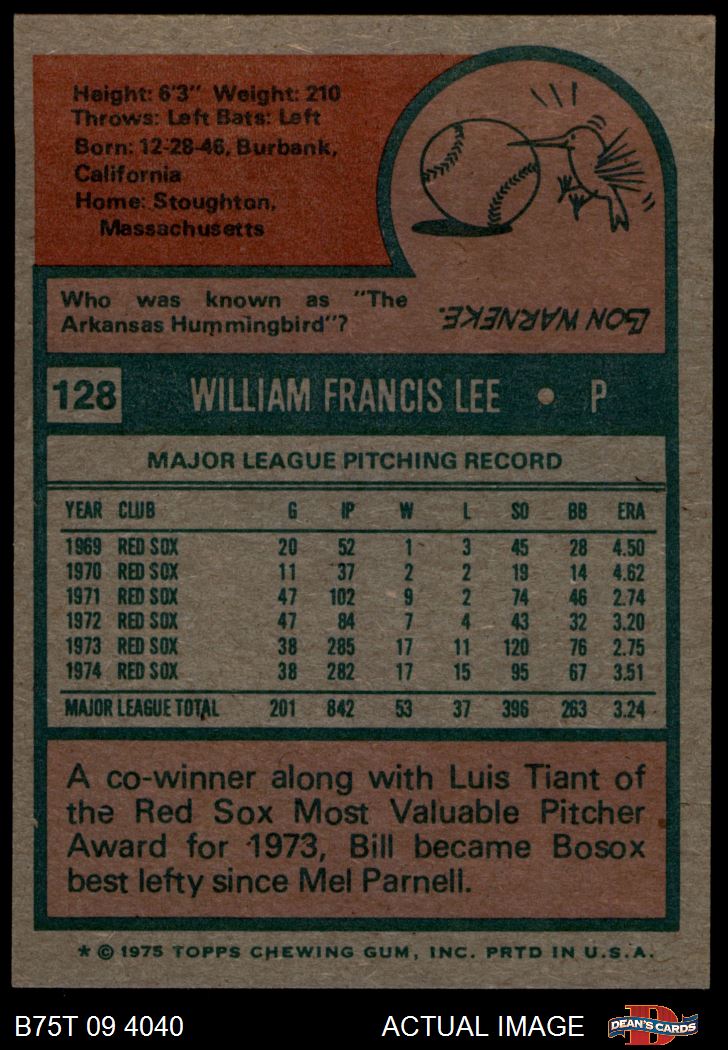 Height: 6'3" Weight: 210
Throws: Left Bats: Left
Born: 12-28-46, Burbank,
California
Home: Stoughton,
Massachusetts
Who was known as "The
Arkansas Hummingbird"?
LON WARNEKE.
128 WILLIAM FRANCIS LEE • P
MAJOR LEAGUE PITCHING RECORD
YEAR CLUB G IP W L SO BB ERA
1969 RED SOX 20 52 1 3 45 28 4.50
1970 RED SOX 11 37 2 2 19 14 4.62
1971 RED SOX 47 102 9 2 74 46 2.74
1972 RED SOX 47 84 7 4 43 32 3.20
1973 RED SOX 38 285 17 11 120 76 2.75
1974 RED SOX 38 282 17 15 95 67 3.51
MAJOR LEAGUE TOTAL 201 842 53 37 396 263 3.24
A co-winner along with Luis Tiant of
the Red Sox Most Valuable Pitcher
Award for 1973, Bill became Bosox
best lefty since Mel Parnell.
* © 1975 TOPPS CHEWING GUM, INC. PRTD IN U.S.A.
B75T 09 4040 ACTUAL IMAGE
D
DEAN'S CARDS